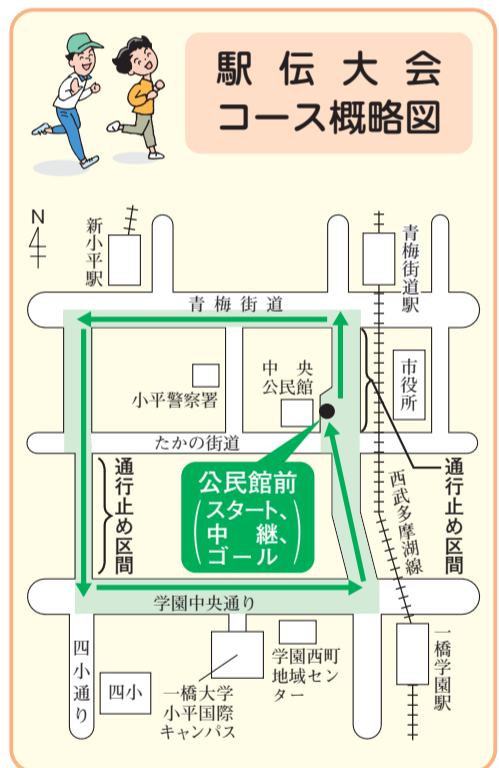 駅伝大会
コース概略図
N
新小平駅
青梅街道駅
青梅街道
小平警察署
中央
公民館
市役所
たかの街道
公民館前
(スタート、
中継、
ゴール)
通行止め区間
西武多摩湖線
通行止め区間
学園中央通り
四小通り
四小
一橋大学
小平国際
キャンパス
学園西町
地域セン
ター
一橋学園駅